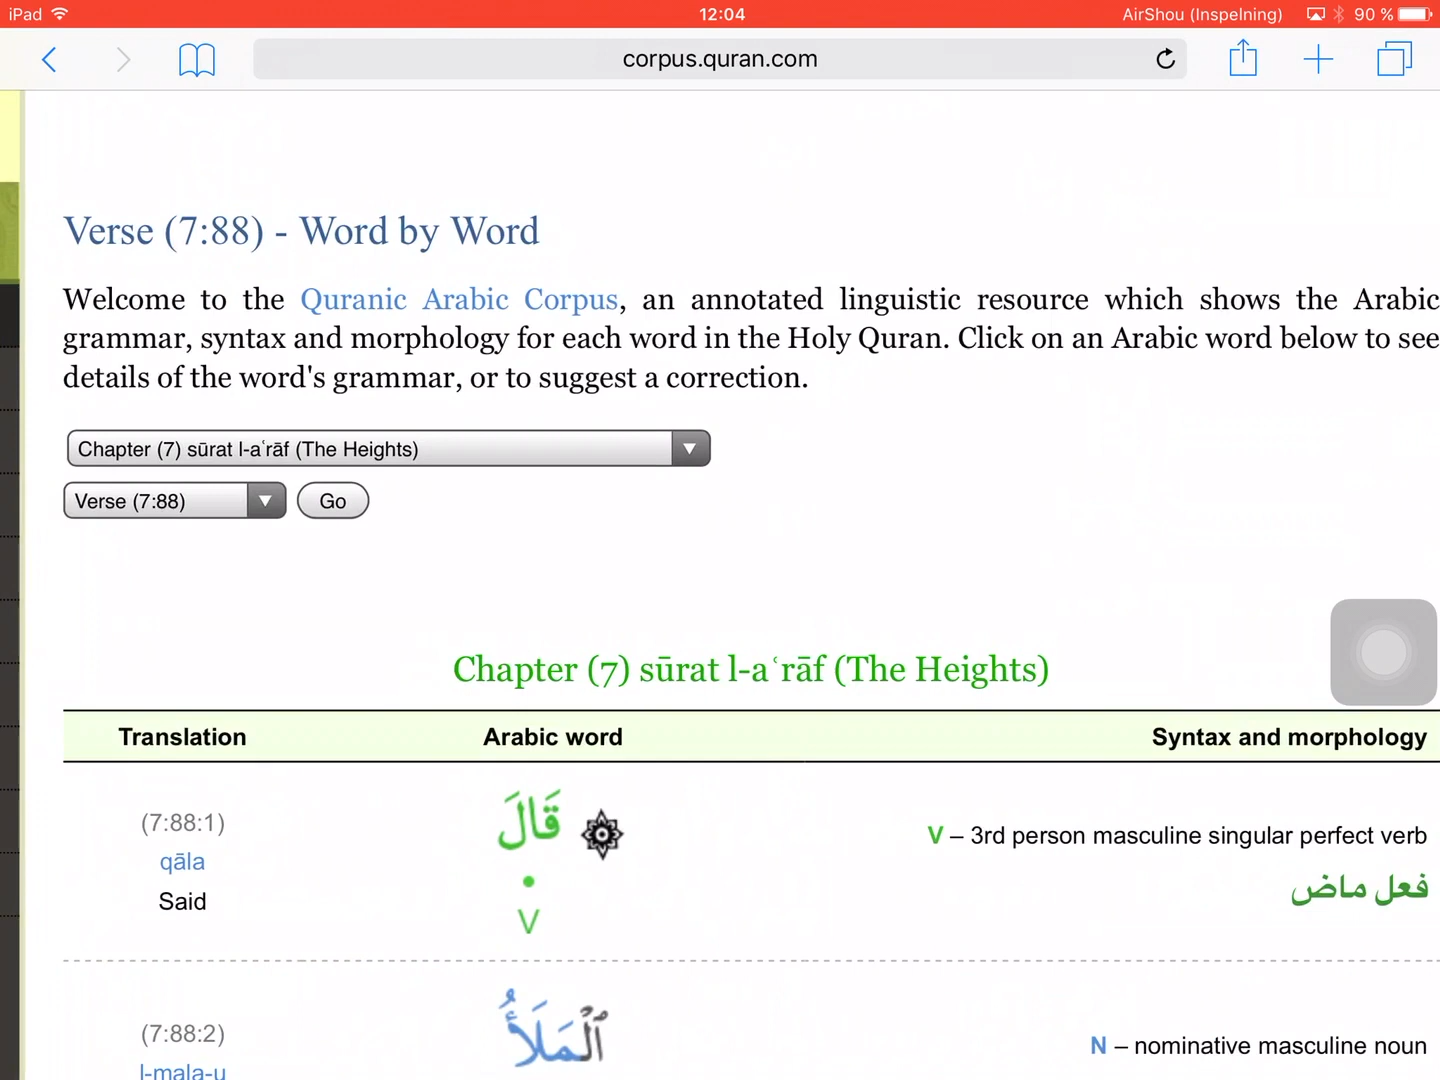 iPad 12:04 AirShou (Inspelning) 90 %
corpus.quran.com
Verse (7:88) - Word by Word
Welcome to the Quranic Arabic Corpus, an annotated linguistic resource which shows the Arabic
grammar, syntax and morphology for each word in the Holy Quran. Click on an Arabic word below to see
details of the word's grammar, or to suggest a correction.
Chapter (7) sūrat l-aʿrāf (The Heights)
Verse (7:88) Go
Chapter (7) sūrat l-aʿrāf (The Heights)
Translation Arabic word Syntax and morphology
(7:88:1)
qāla
Said
۞ قَالَ
V
V – 3rd person masculine singular perfect verb
فعل ماض
(7:88:2)
l-mala-u
ٱلْمَلَأُ
N – nominative masculine noun